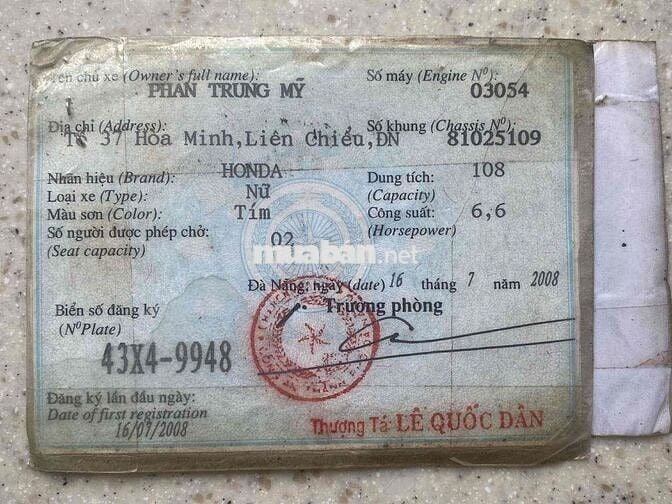 Tên chủ xe (Owner's full name):
PHAN TRUNG MỸ
Số máy (Engine Nº):
03054
Địa chỉ (Address):
Tổ 37 Hòa Minh,Liên Chiểu,ĐN
Số khung (Chassis Nº):
81025109
Nhãn hiệu (Brand): HONDA
Dung tích: 108
(Capacity)
Loại xe (Type): Nữ
Màu sơn (Color): Tím
Công suất: 6,6
(Horsepower)
Số người được phép chở: 02
(Seat capacity)
muaban.net
Đà Nẵng, ngày (date) 16 tháng 7 năm 2008
Trưởng phòng
Biển số đăng ký
(NºPlate)
43X4-9948
Đăng ký lần đầu ngày:
Date of first registration
16/07/2008
Thượng Tá: LÊ QUỐC DÂN